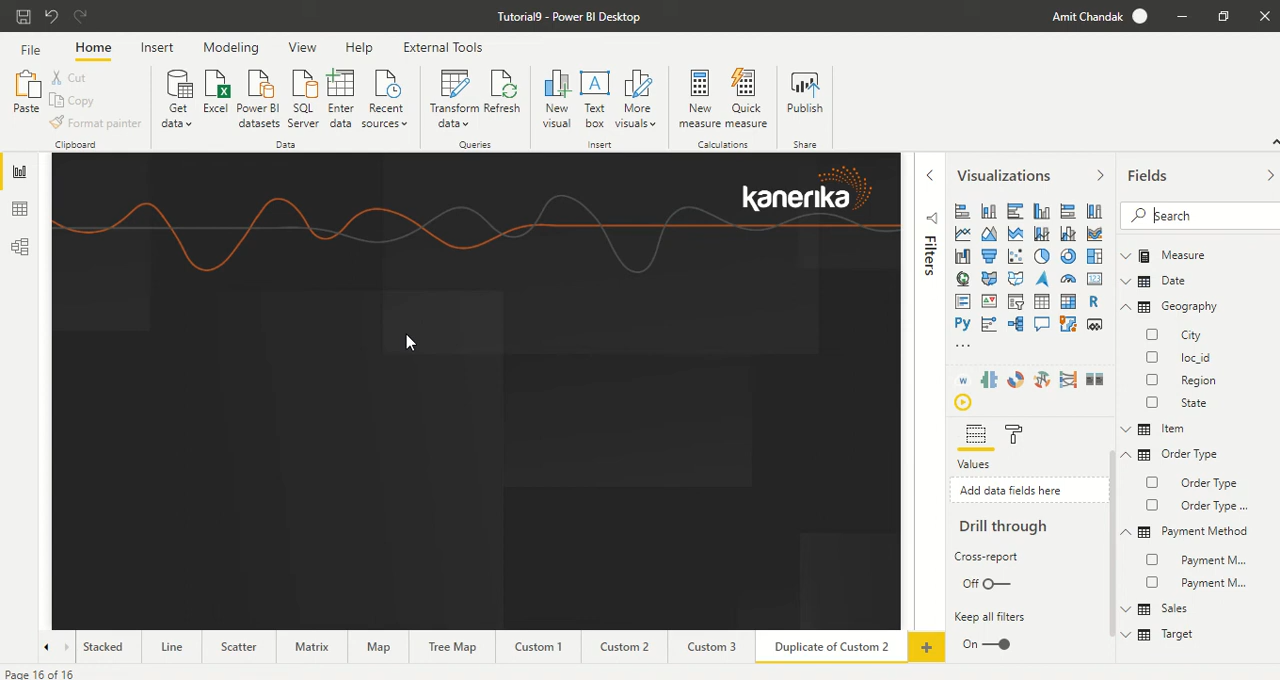 Tutorial9 - Power BI Desktop
Amit Chandak
File Home Insert Modeling View Help External Tools
Paste
Cut
Copy
Format painter
Clipboard
Get data
Excel
Power BI datasets
SQL Server
Enter data
Recent sources
Data
Transform data
Refresh
Queries
New visual
A
Text box
More visuals
Insert
New measure
Quick measure
Calculations
Publish
Share
kanerika
Filters
Visualizations
123
R
Py
...
W
Values
Add data fields here
Drill through
Cross-report
Off
Keep all filters
On
Fields
Search
Measure
Date
Geography
City
loc_id
Region
State
Item
Order Type
Order Type
Order Type ...
Payment Method
Payment M...
Payment M...
Sales
Target
Stacked Line Scatter Matrix Map Tree Map Custom 1 Custom 2 Custom 3 Duplicate of Custom 2 +
Page 16 of 16